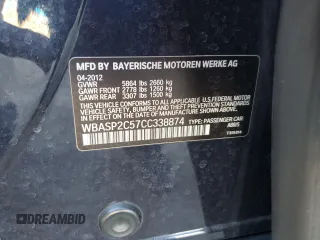 MFD BY BAYERISCHE MOTOREN WERKE AG
04-2012
GVWR 5864 lbs 2660 kg
GAWR FRONT 2778 lbs 1260 kg
GAWR REAR 3307 lbs 1500 kg
THIS VEHICLE CONFORMS TO ALL APPLICABLE FEDERAL MOTOR VEHICLE
SAFETY, BUMPER AND THEFT PREVENTION STANDARDS IN EFFECT ON THE
DATE OF MANUFACTURE SHOWN ABOVE.
WBASP2C57CC338874
TYPE: PASSENGER CAR
DREAMBID